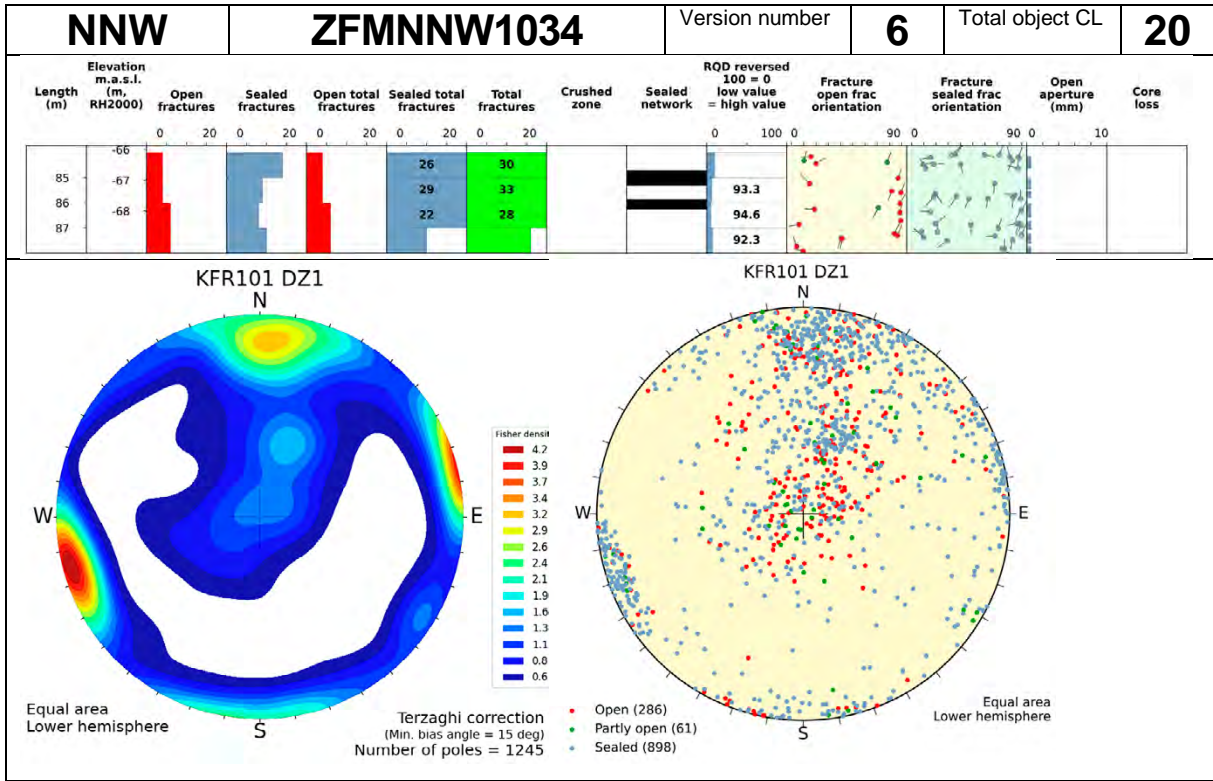 NNW ZFMNNW1034 Version number 6 Total object CL 20
Length (m)
Elevation m.a.s.l. (m, RH2000)
Open fractures
Sealed fractures
Open total fractures
Sealed total fractures
Total fractures
Crushed zone
Sealed network
RQD reversed 100 = 0 low value = high value
Fracture open frac orientation
Fracture sealed frac orientation
Open aperture (mm)
Core loss
0 20 0 20 0 20 0 20 0 20 0 100 0 90 0 90 0 10
-66
26 30
85
-67
29 33 93.3
86
-68
22 28 94.6
87
92.3
KFR101 DZ1
N
W
E
S
Fisher densit
4.2
3.9
3.7
3.4
3.2
2.9
2.6
2.4
2.1
1.9
1.6
1.3
1.1
0.8
0.6
Equal area
Lower hemisphere
Terzaghi correction
(Min. bias angle = 15 deg)
Number of poles = 1245
KFR101 DZ1
N
W
E
S
Open (286)
Partly open (61)
Sealed (898)
Equal area
Lower hemisphere